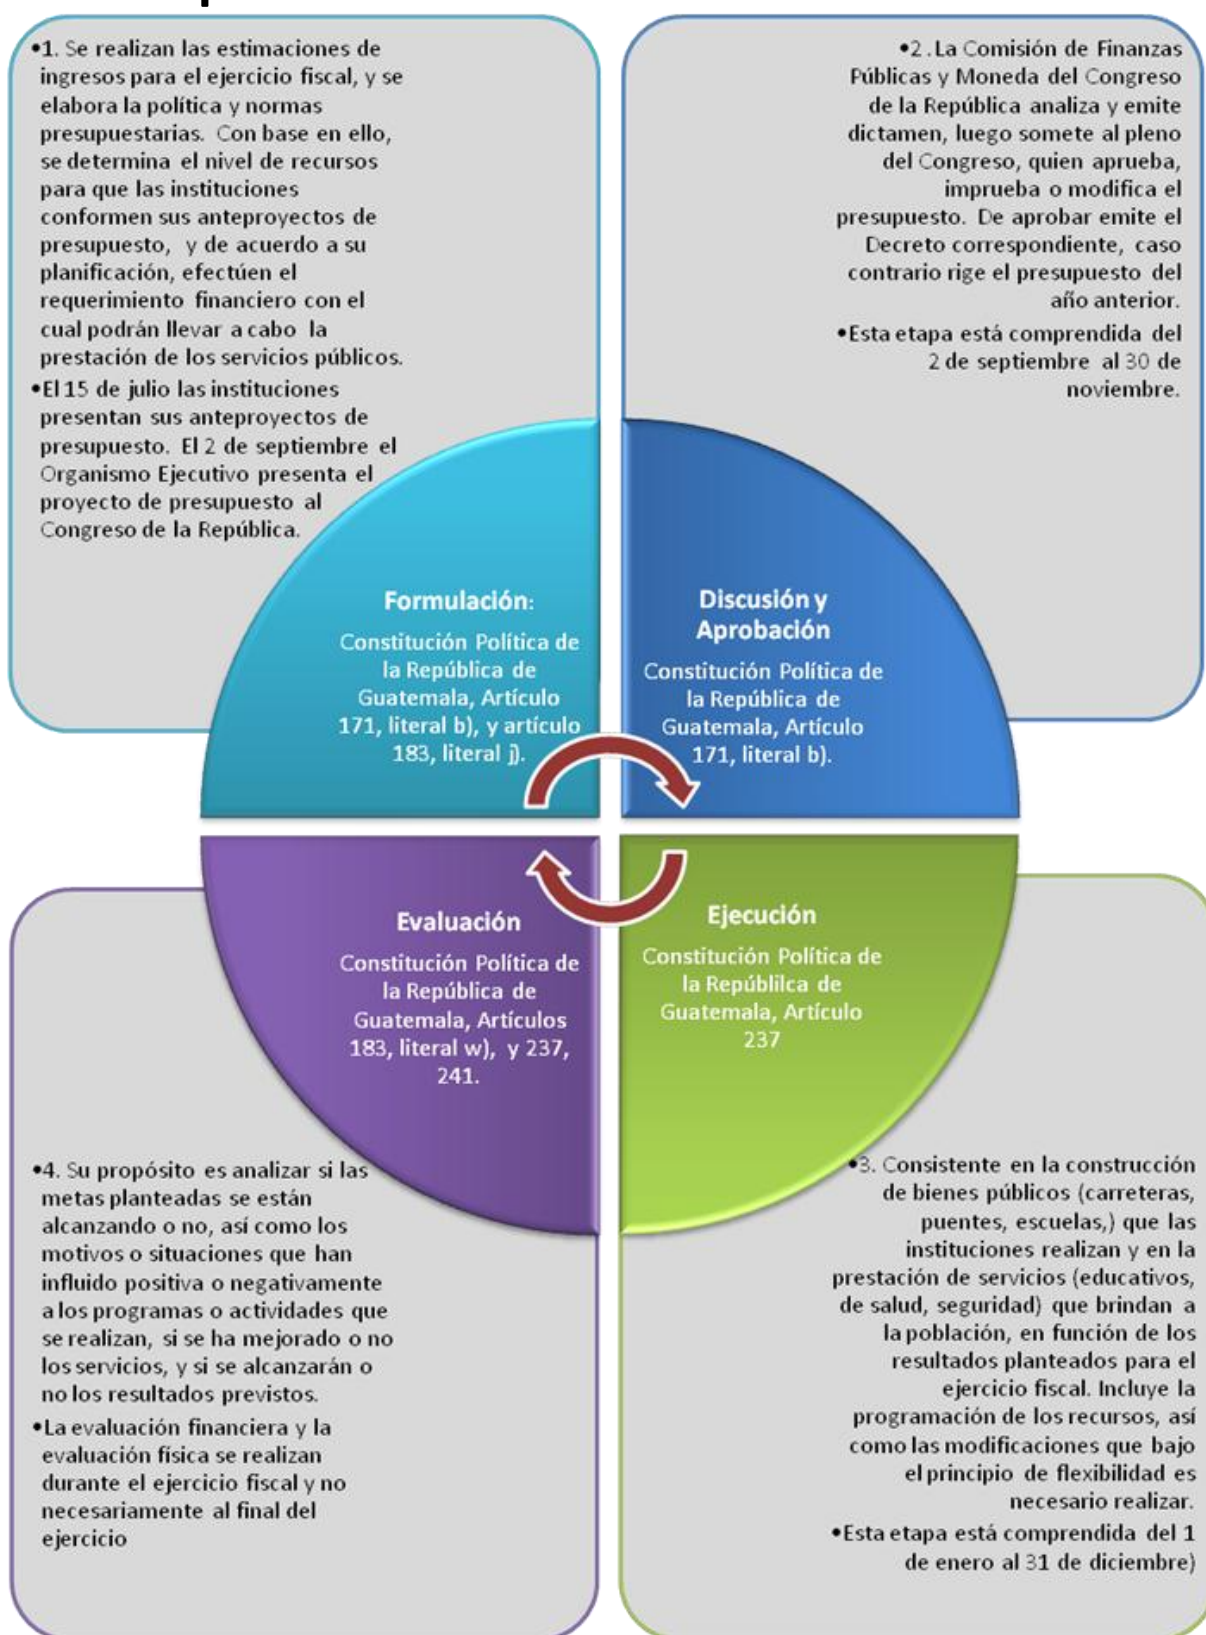 •1. Se realizan las estimaciones de
ingresos para el ejercicio fiscal, y se
elabora la política y normas
presupuestarias. Con base en ello,
se determina el nivel de recursos
para que las instituciones
conformen sus anteproyectos de
presupuesto, y de acuerdo a su
planificación, efectúen el
requerimiento financiero con el
cual podrán llevar a cabo la
prestación de los servicios públicos.
•El 15 de julio las instituciones
presentan sus anteproyectos de
presupuesto. El 2 de septiembre el
Organismo Ejecutivo presenta el
proyecto de presupuesto al
Congreso de la República.
•2 .La Comisión de Finanzas
Públicas y Moneda del Congreso
de la República analiza y emite
dictamen, luego somete al pleno
del Congreso, quien aprueba,
imprueba o modifica el
presupuesto. De aprobar emite el
Decreto correspondiente, caso
contrario rige el presupuesto del
año anterior.
•Esta etapa está comprendida del
2 de septiembre al 30 de
noviembre.
Formulación:
Constitución Política de
la República de
Guatemala, Artículo
171, literal b), y artículo
183, literal j).
Discusión y
Aprobación
Constitución Política de
la República de
Guatemala, Artículo
171, literal b).
Evaluación
Constitución Política de
la República de
Guatemala, Artículos
183, literal w), y 237,
241.
Ejecución
Constitución Política de
la Repúblilca de
Guatemala, Artículo
237
•4. Su propósito es analizar si las
metas planteadas se están
alcanzando o no, así como los
motivos o situaciones que han
influido positiva o negativamente
a los programas o actividades que
se realizan, si se ha mejorado o no
los servicios, y si se alcanzarán o
no los resultados previstos.
•La evaluación financiera y la
evaluación física se realizan
durante el ejercicio fiscal y no
necesariamente al final del
ejercicio
•3. Consistente en la construcción
de bienes públicos (carreteras,
puentes, escuelas,) que las
instituciones realizan y en la
prestación de servicios (educativos,
de salud, seguridad) que brindan a
la población, en función de los
resultados planteados para el
ejercicio fiscal. Incluye la
programación de los recursos, así
como las modificaciones que bajo
el principio de flexibilidad es
necesario realizar.
•Esta etapa está comprendida del 1
de enero al 31 de diciembre)